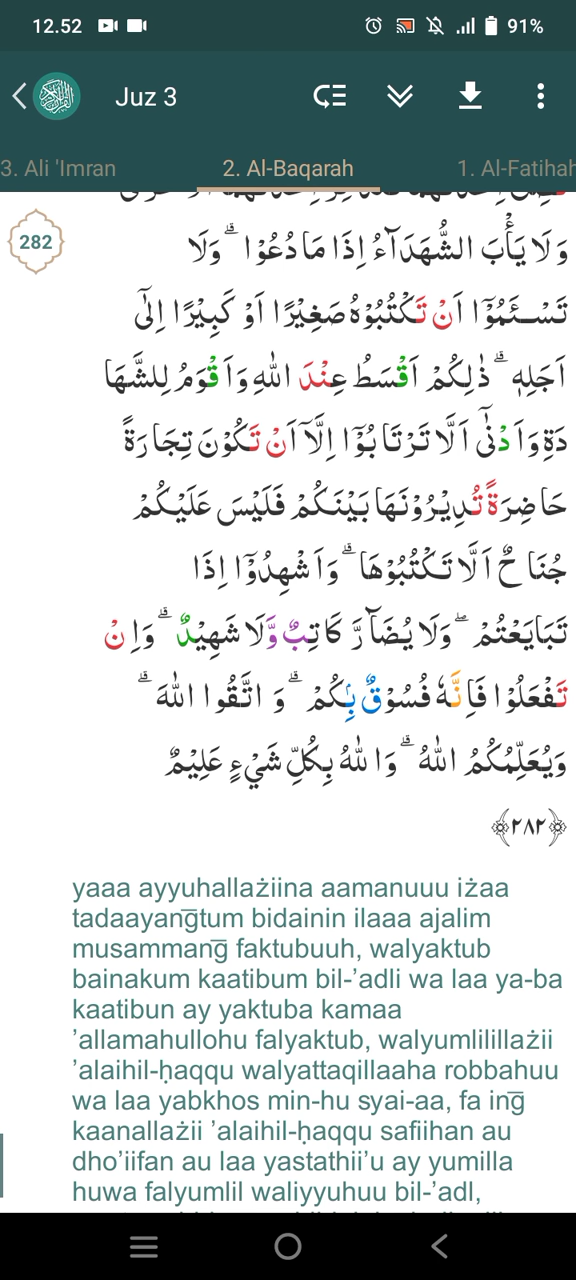 12.52
91%
Juz 3
3. Ali 'Imran
2. Al-Baqarah
1. Al-Fatihah
282
وَلَا يَأْبَ الشُّهَدَآءُ اِذَا مَا دُعُوْا ۗ وَلَا
تَسْـَٔمُوْٓا اَنْ تَكْتُبُوْهُ صَغِيْرًا اَوْ كَبِيْرًا اِلٰٓى
اَجَلِهٖ ۗ ذٰلِكُمْ اَقْسَطُ عِنْدَ اللّٰهِ وَاَقْوَمُ لِلشَّهَا
دَةِ وَاَدْنٰٓى اَلَّا تَرْتَابُوْٓا اِلَّآ اَنْ تَكُوْنَ تِجَارَةً
حَاضِرَةً تُدِيْرُوْنَهَا بَيْنَكُمْ فَلَيْسَ عَلَيْكُمْ
جُنَاحٌ اَلَّا تَكْتُبُوْهَا ۗ وَاَشْهِدُوْٓا اِذَا
تَبَايَعْتُمْ ۖ وَلَا يُضَآرَّ كَاتِبٌ وَّلَا شَهِيْدٌ ۗ وَاِنْ
تَفْعَلُوْا فَاِنَّهٗ فُسُوْقٌۢ بِكُمْ ۗ وَ اتَّقُوا اللّٰهَ ۗ
وَيُعَلِّمُكُمُ اللّٰهُ ۗ وَاللّٰهُ بِكُلِّ شَيْءٍ عَلِيْمٌ
﴿٢٨٢﴾
yaaa ayyuhallażiina aamanuuu iżaa
tadaayang̅tum bidainin ilaaa ajalim
musammang̅ faktubuuh, walyaktub
bainakum kaatibum bil-’adli wa laa ya-ba
kaatibun ay yaktuba kamaa
’allamahullohu falyaktub, walyumlilillażii
’alaihil-ḥaqqu walyattaqillaaha robbahuu
wa laa yabkhos min-hu syai-aa, fa ing̅
kaanallażii ’alaihil-ḥaqqu safiihan au
dho’iifan au laa yastathii’u ay yumilla
huwa falyumlil waliyyuhuu bil-’adl,